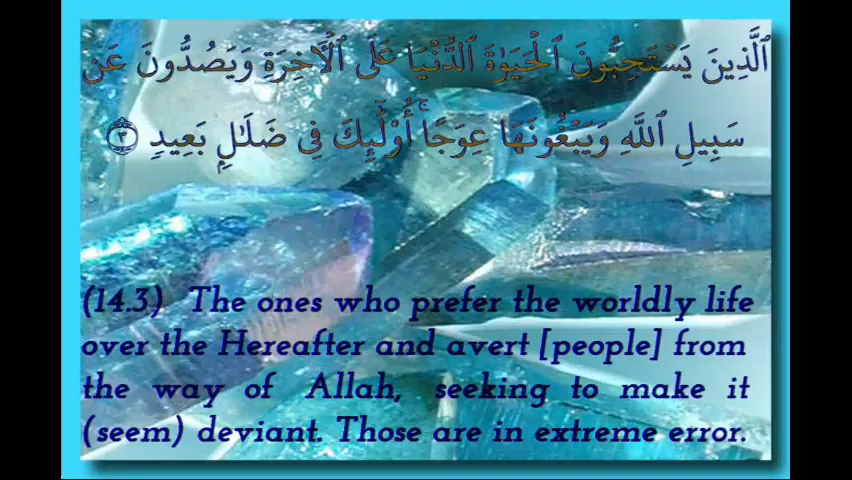 ٱلَّذِينَ يَسْتَحِبُّونَ ٱلْحَيَوٰةَ ٱلدُّنْيَا عَلَى ٱلْـَٔاخِرَةِ وَيَصُدُّونَ عَن
سَبِيلِ ٱللَّهِ وَيَبْغُونَهَا عِوَجًا ۚ أُو۟لَـٰٓئِكَ فِى ضَلَـٰلٍۭ بَعِيدٍ ٣
(14.3) The ones who prefer the worldly life
over the Hereafter and avert [people] from
the way of Allah, seeking to make it
(seem) deviant. Those are in extreme error.